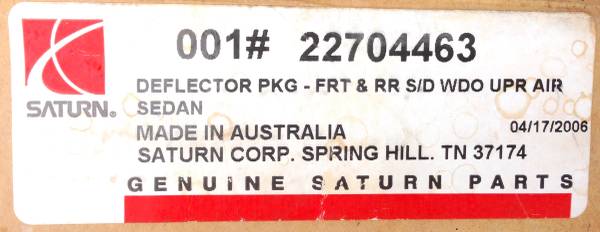 001# 22704463
DEFLECTOR PKG - FRT & RR S/D WDO UPR AIR
SEDAN
MADE IN AUSTRALIA 04/17/2006
SATURN CORP. SPRING HILL. TN 37174
SATURN®
GENUINE SATURN PARTS